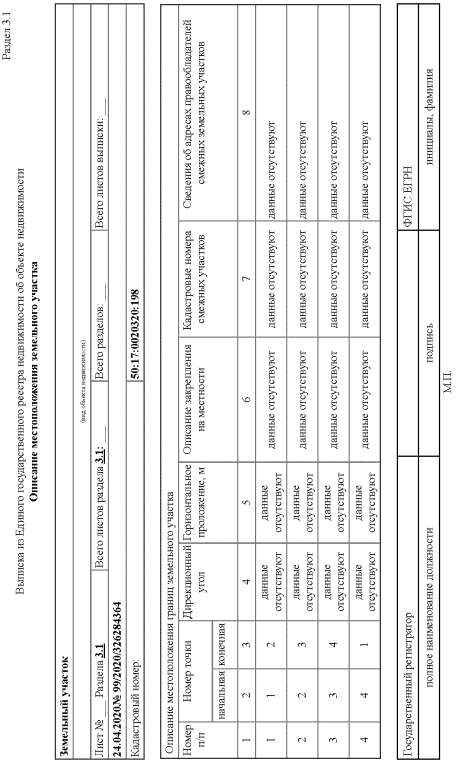 Раздел 3.1
Выписка из Единого государственного реестра недвижимости об объекте недвижимости
Описание местоположения земельного участка
Земельный участок
(вид объекта недвижимости)
Лист № ___ Раздела 3.1 Всего листов раздела 3.1: ___ Всего разделов: ___ Всего листов выписки: ___
24.04.2020 № 99/2020/326284364
Кадастровый номер: 50:17:0020320:198
Описание местоположения границ земельного участка
Номер п/п Номер точки Дирекционный угол Горизонтальное проложение, м Описание закрепления на местности Кадастровые номера смежных участков Сведения об адресах правообладателей смежных земельных участков
начальная конечная
1 2 3 4 5 6 7 8
1 1 2 данные отсутствуют данные отсутствуют данные отсутствуют данные отсутствуют данные отсутствуют
2 2 3 данные отсутствуют данные отсутствуют данные отсутствуют данные отсутствуют данные отсутствуют
3 3 4 данные отсутствуют данные отсутствуют данные отсутствуют данные отсутствуют данные отсутствуют
4 4 1 данные отсутствуют данные отсутствуют данные отсутствуют данные отсутствуют данные отсутствуют
Государственный регистратор ФГИС ЕГРН
полное наименование должности подпись инициалы, фамилия
М.П.